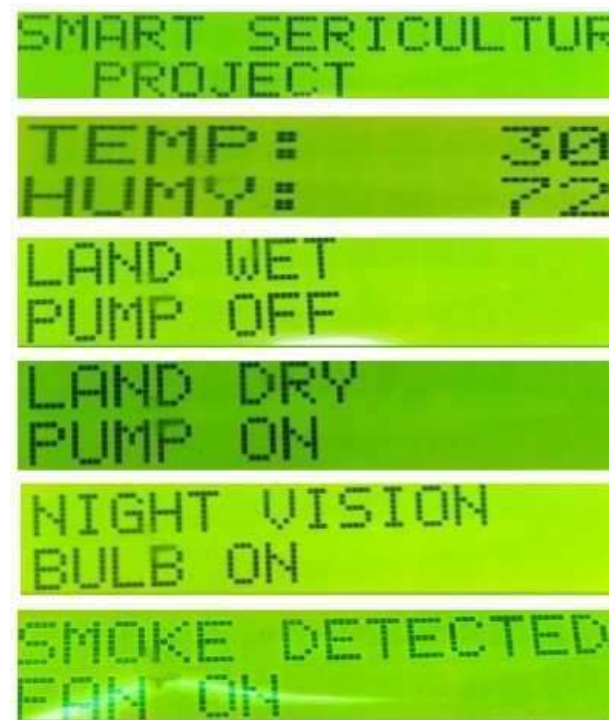 SMART SERICULTUR
PROJECT
TEMP: 30
HUMY: 72
LAND WET
PUMP OFF
LAND DRY
PUMP ON
NIGHT VISION
BULB ON
SMOKE DETECTED
FAN ON